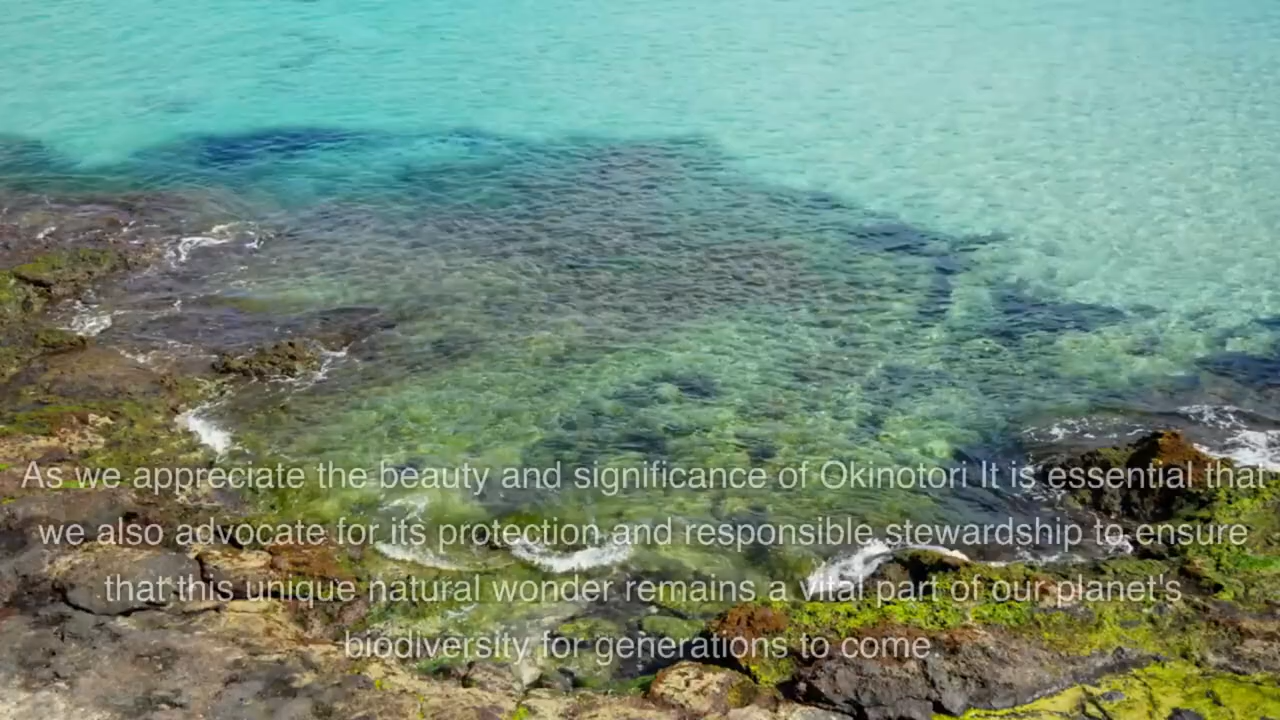 As we appreciate the beauty and significance of Okinotori It is essential that
we also advocate for its protection and responsible stewardship to ensure
that this unique natural wonder remains a vital part of our planet's
biodiversity for generations to come.